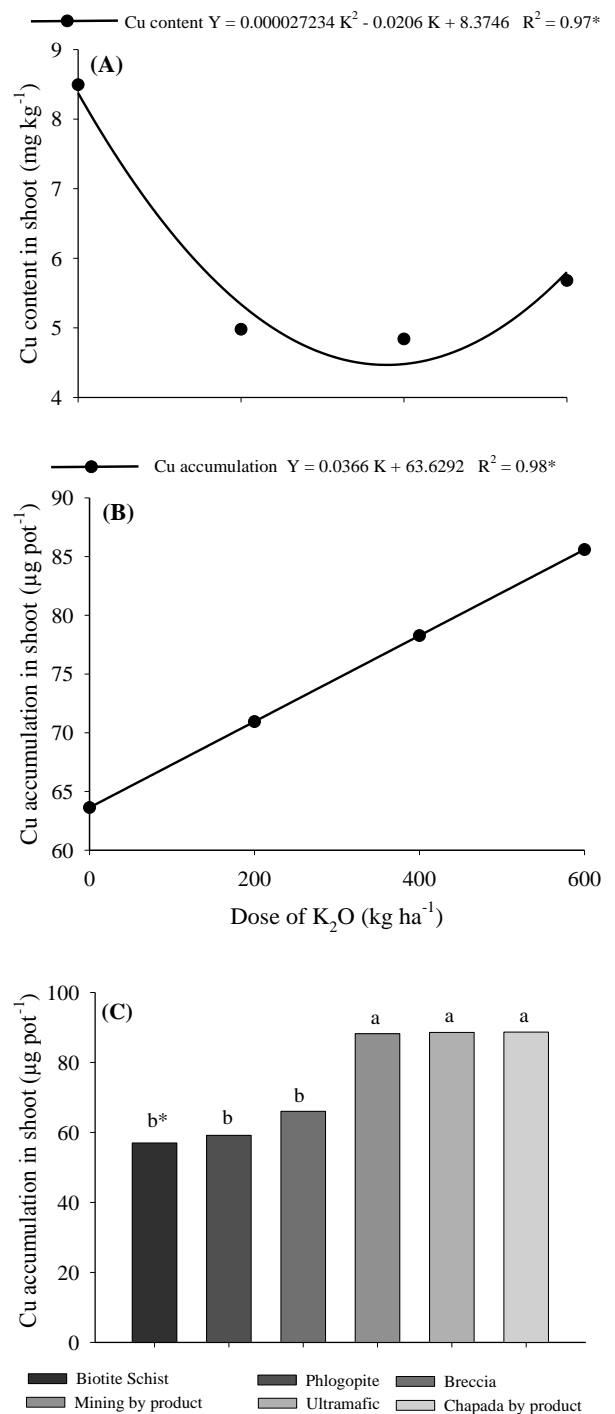 Cu content Y = 0.000027234 K² - 0.0206 K + 8.3746 R² = 0.97*
(A)
9
8
7
6
5
4
Cu content in shoot (mg kg⁻¹)
Cu accumulation Y = 0.0366 K + 63.6292 R² = 0.98*
(B)
90
85
80
75
70
65
60
Cu accumulation in shoot (µg pot⁻¹)
0 200 400 600
Dose of K₂O (kg ha⁻¹)
(C)
100
80
60
40
20
0
Cu accumulation in shoot (µg pot⁻¹)
b* b b a a a
Biotite Schist Phlogopite Breccia
Mining by product Ultramafic Chapada by product